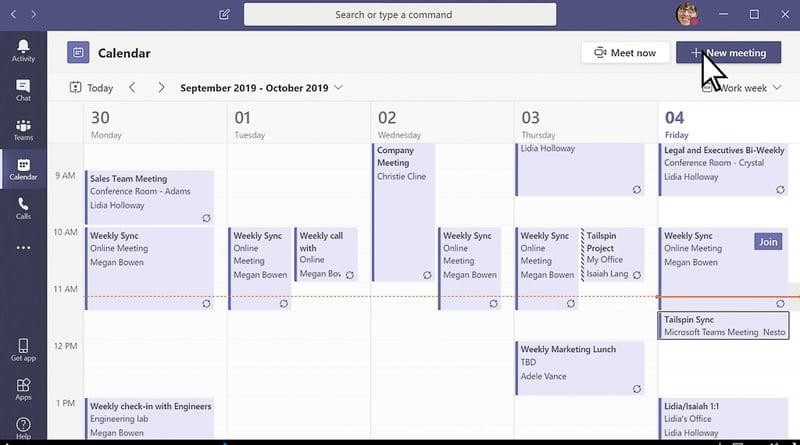 Search or type a command
Activity
Chat
Teams
Calendar
Calls
Get app
Apps
Help
Calendar
Meet now
New meeting
Today
September 2019 - October 2019
Work week
30
Monday
01
Tuesday
02
Wednesday
03
Thursday
04
Friday
9 AM
10 AM
11 AM
12 PM
1 PM
Sales Team Meeting
Conference Room - Adams
Lidia Holloway
Weekly Sync
Online Meeting
Megan Bowen
Weekly check-in with Engineers
Engineering lab
Megan Bowen
Weekly Sync
Online
Meeting
Megan Bowen
Weekly call
with
Online
Megan Bov
Company
Meeting
Christie Cline
Weekly Sync
Online
Meeting
Megan Bowen
Lidia Holloway
Weekly Sync
Online
Meeting
Megan Bowen
Tailspin
Project
My Office
Isaiah Lang
Weekly Marketing Lunch
TBD
Adele Vance
Legal and Executives Bi-Weekly
Conference Room - Crystal
Lidia Holloway
Weekly Sync
Online Meeting
Megan Bowen
Join
Tailspin Sync
Microsoft Teams Meeting Nesto
Lidia/Isaiah 1:1
Lidia's Office
Lidia Holloway